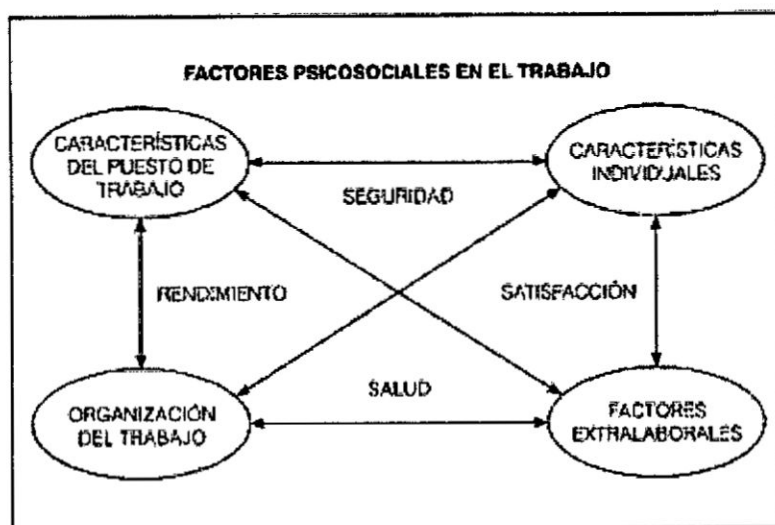 FACTORES PSICOSOCIALES EN EL TRABAJO
CARACTERÍSTICAS
DEL PUESTO DE
TRABAJO
CARACTERÍSTICAS
INDIVIDUALES
SEGURIDAD
RENDIMIENTO
SATISFACCIÓN
SALUD
ORGANIZACIÓN
DEL TRABAJO
FACTORES
EXTRALABORALES